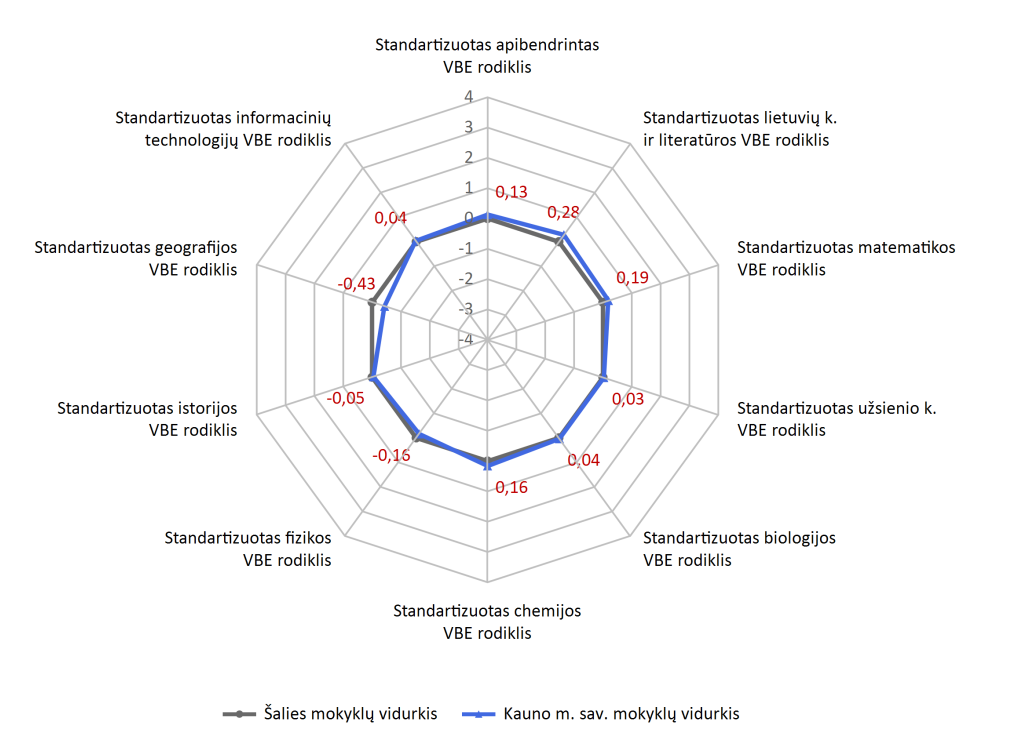 Standartizuotas apibendrintas
VBE rodiklis
Standartizuotas informacinių
technologijų VBE rodiklis
Standartizuotas lietuvių k.
ir literatūros VBE rodiklis
4
3
2
1
0
-1
-2
-3
-4
0,13
0,28
0,04
Standartizuotas geografijos
VBE rodiklis
Standartizuotas matematikos
VBE rodiklis
-0,43
0,19
Standartizuotas istorijos
VBE rodiklis
-0,05
0,03
Standartizuotas užsienio k.
VBE rodiklis
-0,16
0,04
0,16
Standartizuotas fizikos
VBE rodiklis
Standartizuotas biologijos
VBE rodiklis
Standartizuotas chemijos
VBE rodiklis
Šalies mokyklų vidurkis
Kauno m. sav. mokyklų vidurkis